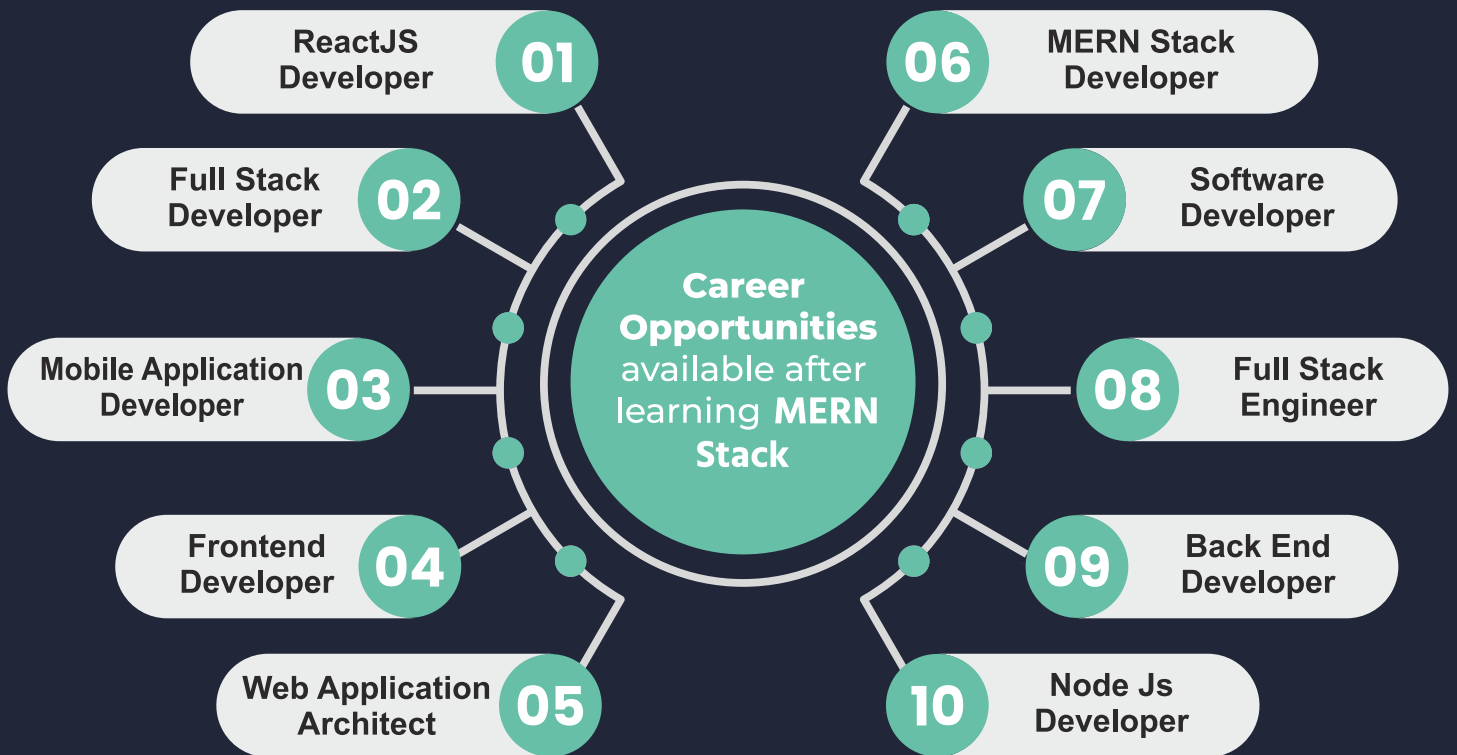 Career
Opportunities
available after
learning MERN
Stack
ReactJS
Developer
01
Full Stack
Developer
02
Mobile Application
Developer
03
Frontend
Developer
04
Web Application
Architect
05
06
MERN Stack
Developer
07
Software
Developer
08
Full Stack
Engineer
09
Back End
Developer
10
Node Js
Developer